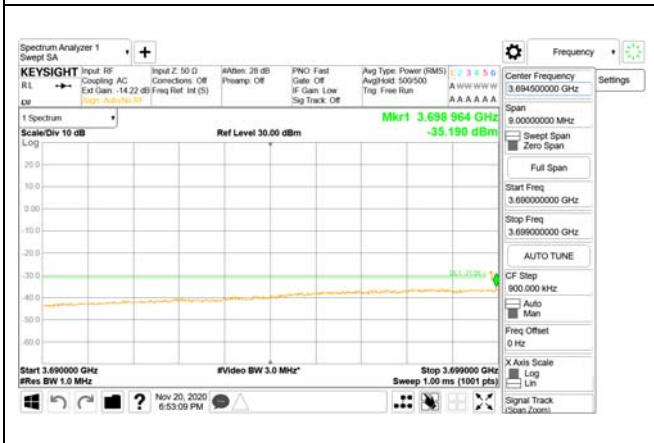 Spectrum Analyzer 1
Swept SA
Frequency
KEYSIGHT
RL
Input: RF
Coupling: AC
Ext Gain: -14.22 dB
Align: Auto/No RF
Input Z: 50 Ω
Corrections: Off
Freq Ref: Int (S)
#Atten: 28 dB
Preamp: Off
PNO: Fast
Gate: Off
IF Gain: Low
Sig Track: Off
Avg Type: Power (RMS)
Avg|Hold: 500/500
Trig: Free Run
1 2 3 4 5 6
A W W W W W
A A A A A A
1 Spectrum
Scale/Div 10 dB
Ref Level 30.00 dBm
Mkr1 3.698 964 GHz
-35.190 dBm
Log
20.0
10.0
0.00
-10.0
-20.0
-30.0
-40.0
-50.0
-60.0
1
Start 3.690000 GHz
#Res BW 1.0 MHz
#Video BW 3.0 MHz*
Stop 3.699000 GHz
Sweep 1.00 ms (1001 pts)
Nov 20, 2020
6:53:09 PM
Center Frequency
3.694500000 GHz
Settings
Span
9.00000000 MHz
Swept Span
Zero Span
Full Span
Start Freq
3.690000000 GHz
Stop Freq
3.699000000 GHz
AUTO TUNE
CF Step
900.000 kHz
Auto
Man
Freq Offset
0 Hz
X Axis Scale
Log
Lin
Signal Track
(Span Zoom)